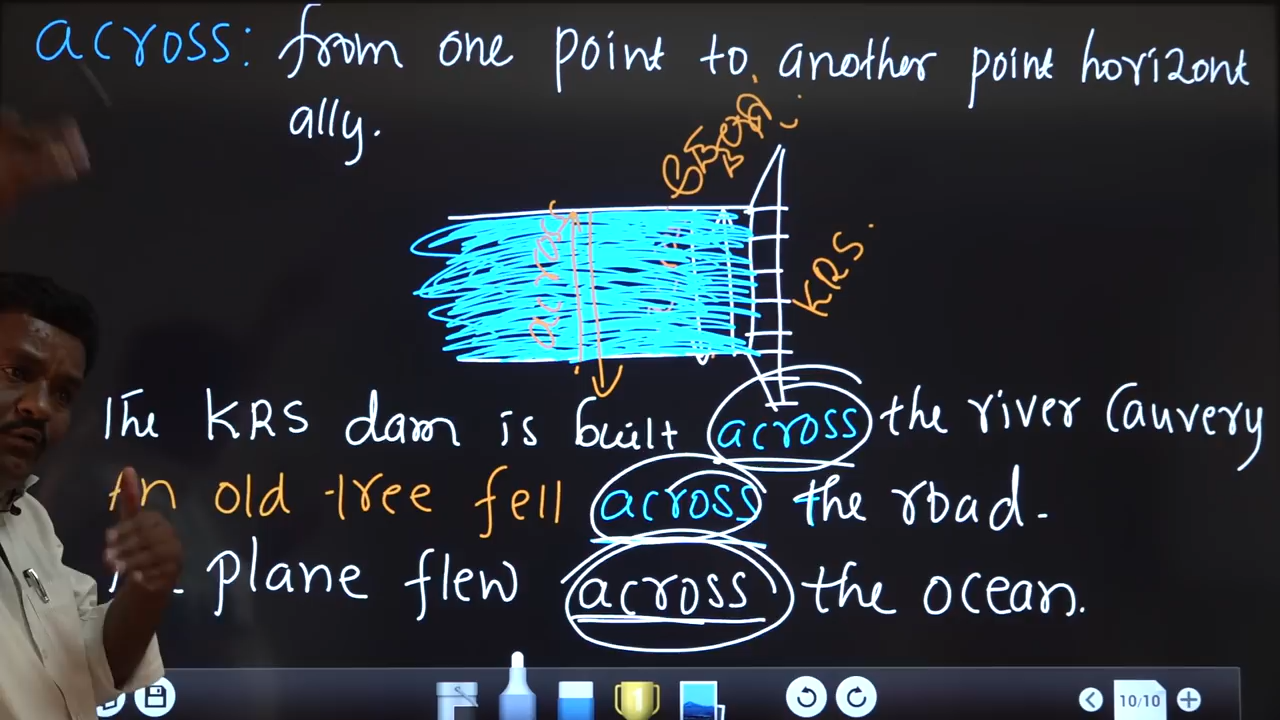 across: from one point to another point horizont
ally.
across
KRS.
The KRS dam is built across the river Cauvery
An old tree fell across the road.
plane flew across the ocean.
10/10